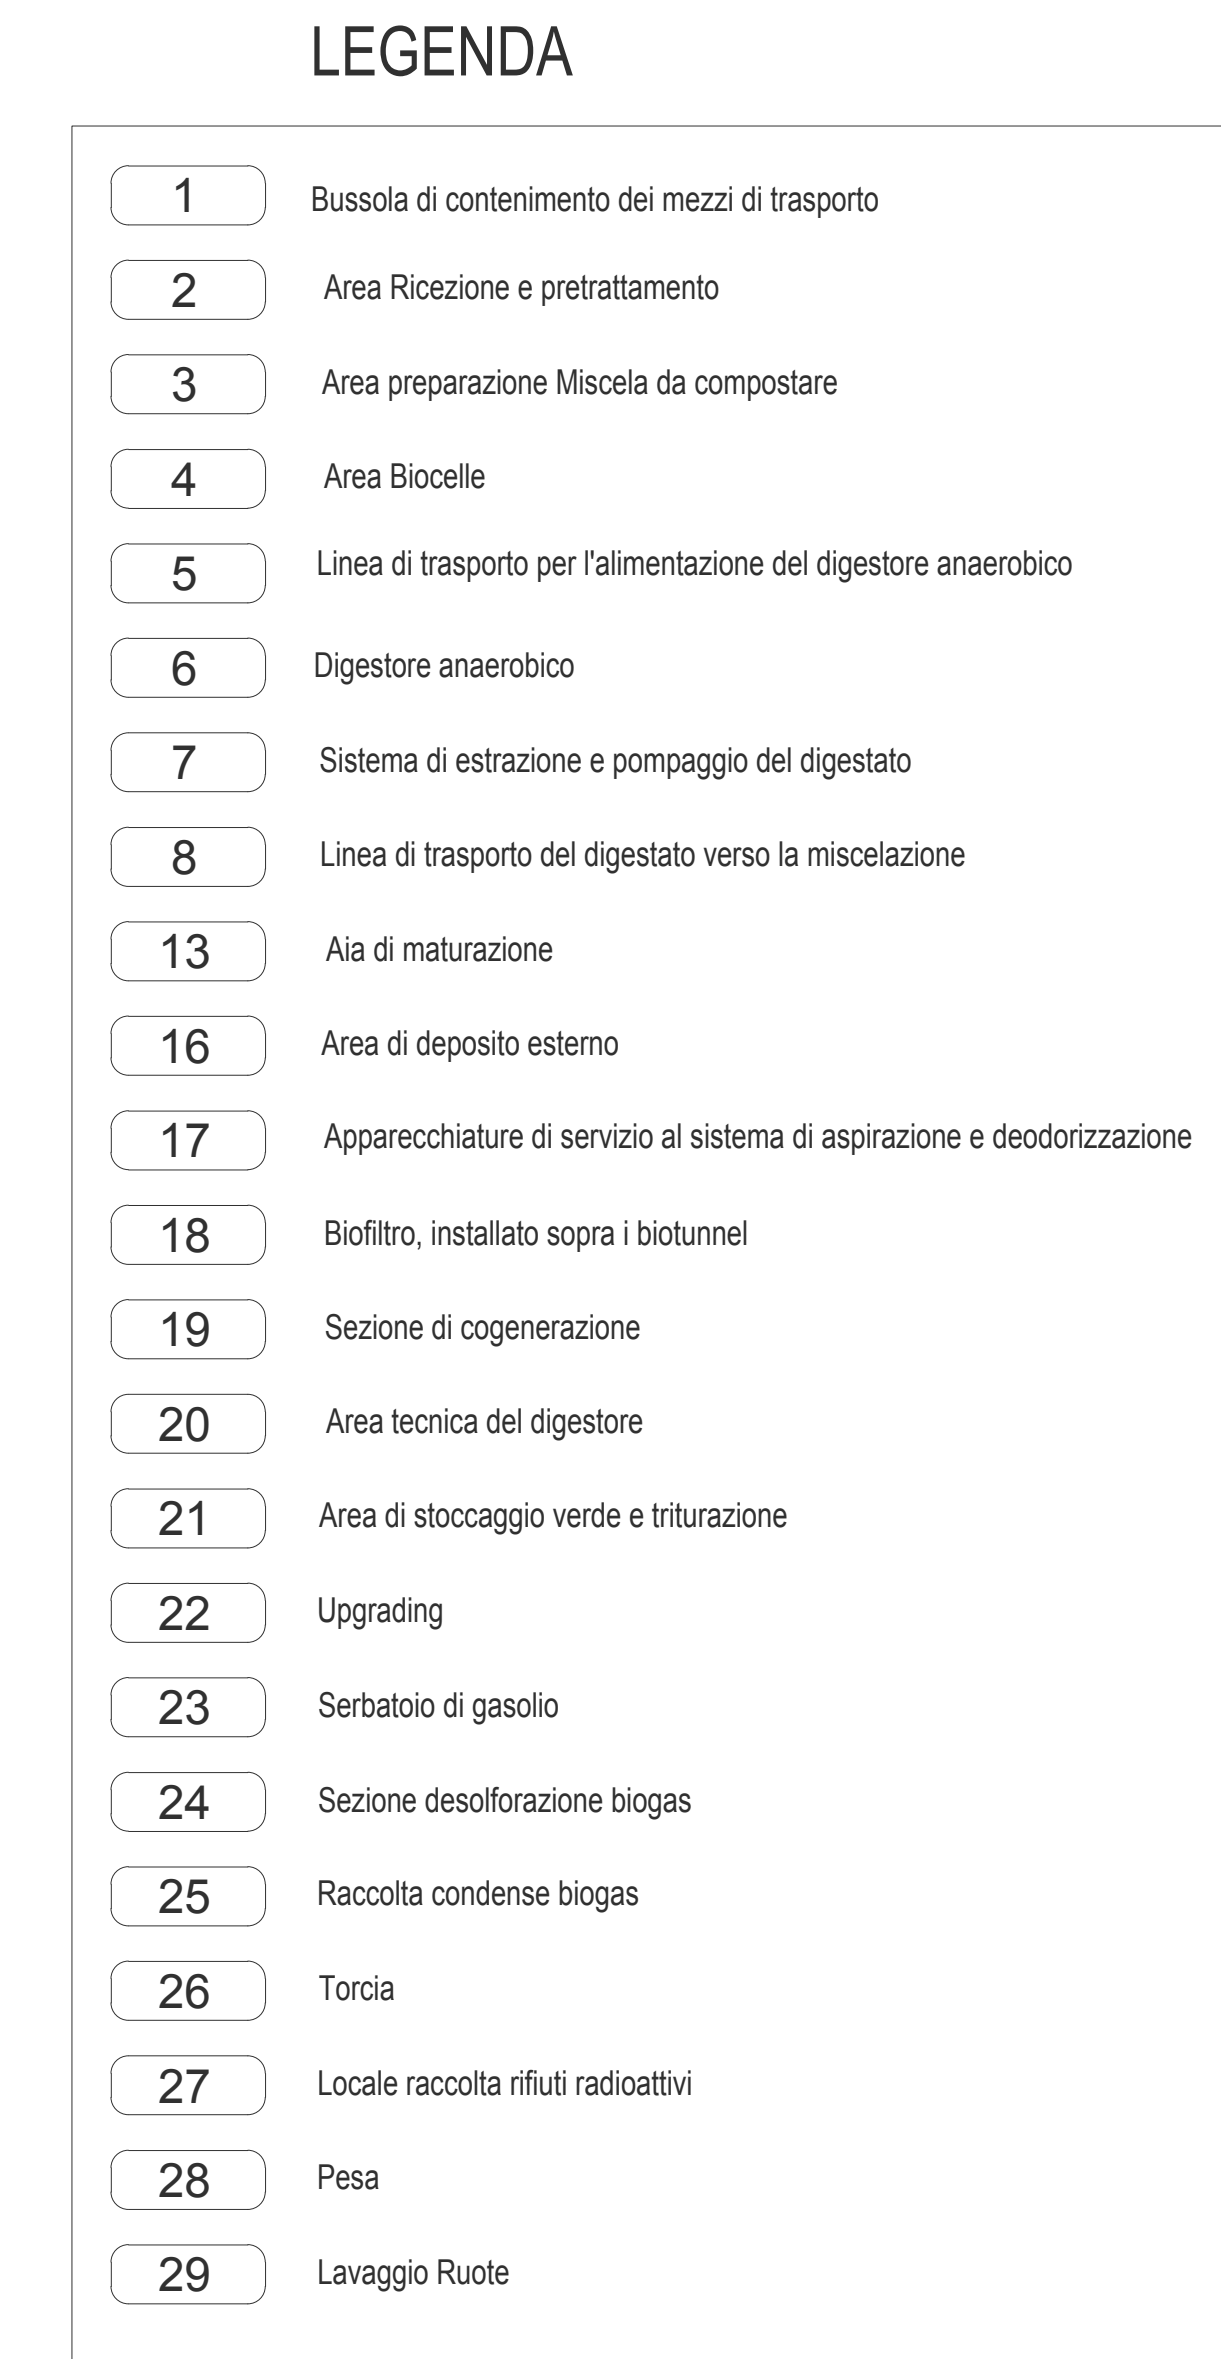 LEGENDA
1 Bussola di contenimento dei mezzi di trasporto
2 Area Ricezione e pretrattamento
3 Area preparazione Miscela da compostare
4 Area Biocelle
5 Linea di trasporto per l'alimentazione del digestore anaerobico
6 Digestore anaerobico
7 Sistema di estrazione e pompaggio del digestato
8 Linea di trasporto del digestato verso la miscelazione
13 Aia di maturazione
16 Area di deposito esterno
17 Apparecchiature di servizio al sistema di aspirazione e deodorizzazione
18 Biofiltro, installato sopra i biotunnel
19 Sezione di cogenerazione
20 Area tecnica del digestore
21 Area di stoccaggio verde e triturazione
22 Upgrading
23 Serbatoio di gasolio
24 Sezione desolforazione biogas
25 Raccolta condense biogas
26 Torcia
27 Locale raccolta rifiuti radioattivi
28 Pesa
29 Lavaggio Ruote